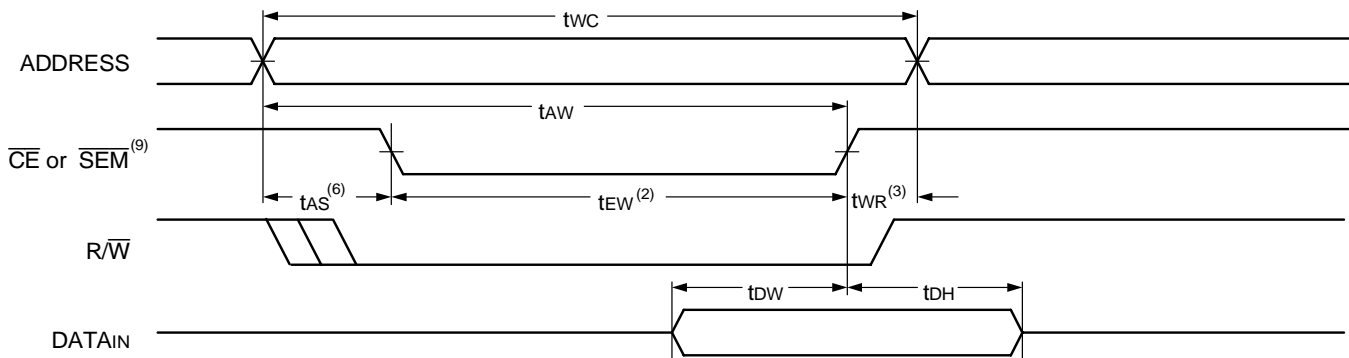 tWC
ADDRESS
tAW
CE or SEM(9)
tAS(6) tEW(2) tWR(3)
R/W
tDW tDH
DATAIN